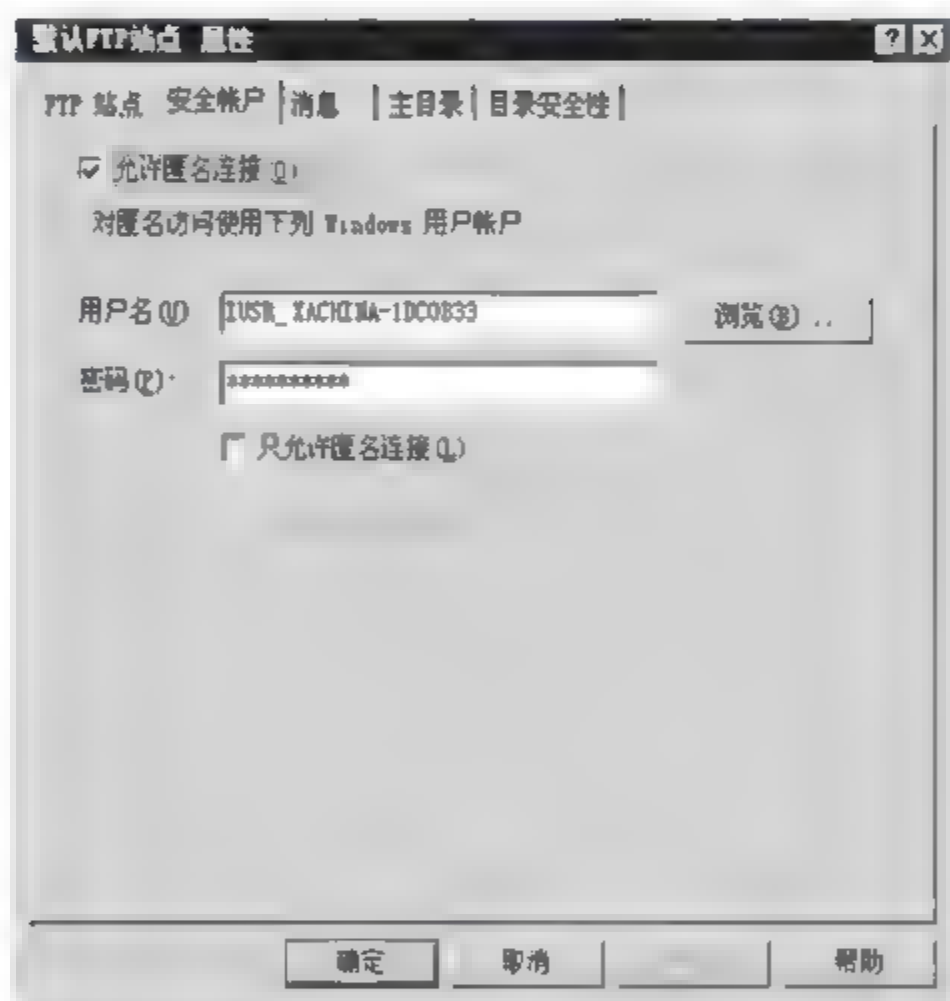 默认FTP站点 属性
FTP 站点 安全帐户 消息 主目录 目录安全性
允许匿名连接(O)
对匿名访问使用下列 Windows 用户帐户
用户名(U) IUSR_XACHINA-1DC0833 浏览(B)..
密码(P): **********
只允许匿名连接(L)
确定 取消 帮助